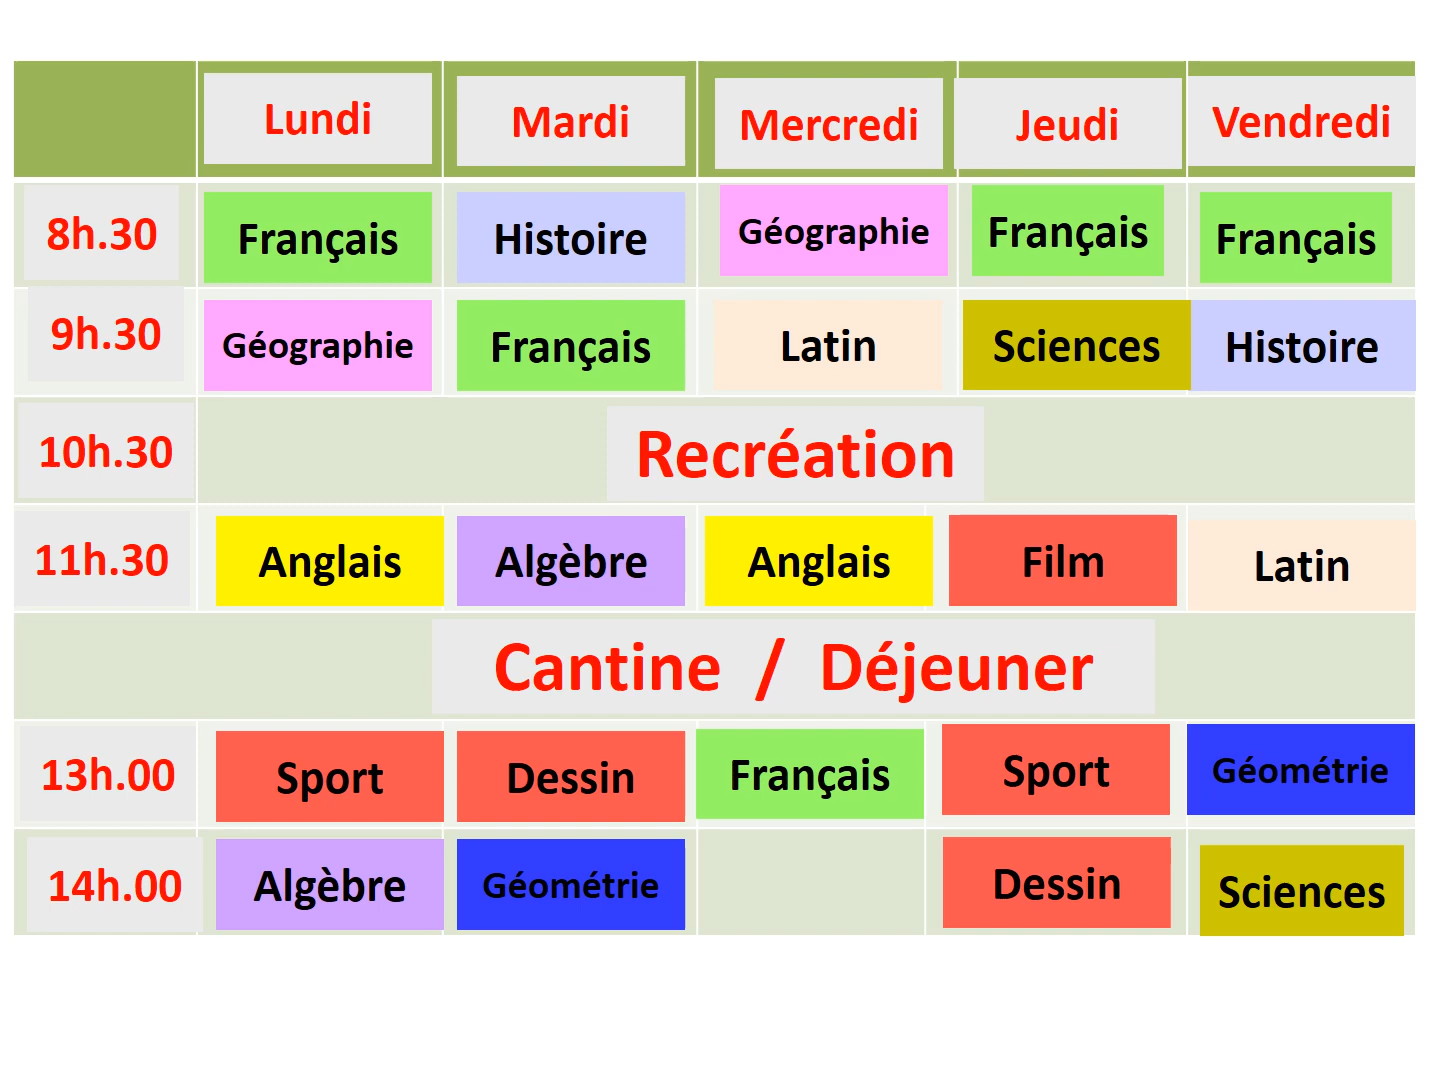 Lundi Mardi Mercredi Jeudi Vendredi
8h.30 Français Histoire Géographie Français Français
9h.30 Géographie Français Latin Sciences Histoire
10h.30 Recréation
11h.30 Anglais Algèbre Anglais Film Latin
Cantine / Déjeuner
13h.00 Sport Dessin Français Sport Géométrie
14h.00 Algèbre Géométrie Dessin Sciences